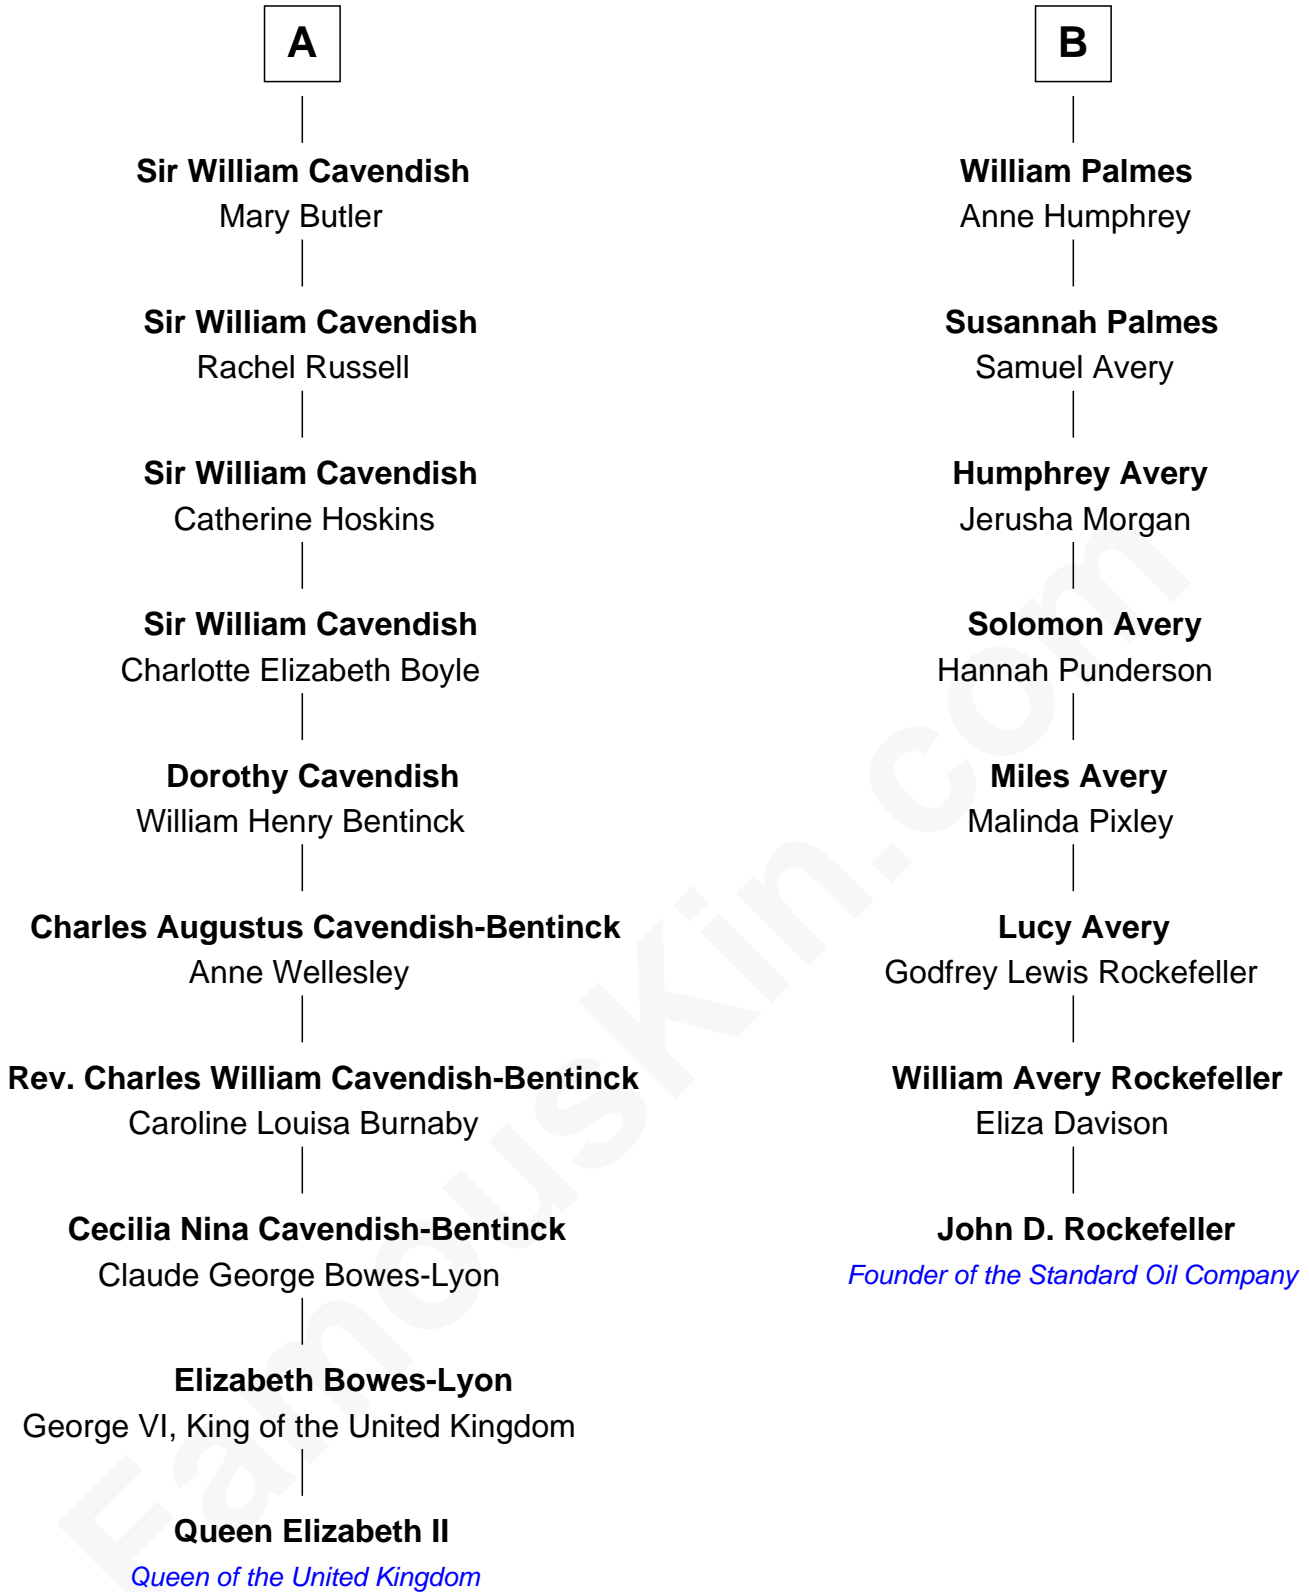 A
Sir William Cavendish
Mary Butler
Sir William Cavendish
Rachel Russell
Sir William Cavendish
Catherine Hoskins
Sir William Cavendish
Charlotte Elizabeth Boyle
Dorothy Cavendish
William Henry Bentinck
Charles Augustus Cavendish-Bentinck
Anne Wellesley
Rev. Charles William Cavendish-Bentinck
Caroline Louisa Burnaby
Cecilia Nina Cavendish-Bentinck
Claude George Bowes-Lyon
Elizabeth Bowes-Lyon
George VI, King of the United Kingdom
Queen Elizabeth II
Queen of the United Kingdom
B
William Palmes
Anne Humphrey
Susannah Palmes
Samuel Avery
Humphrey Avery
Jerusha Morgan
Solomon Avery
Hannah Punderson
Miles Avery
Malinda Pixley
Lucy Avery
Godfrey Lewis Rockefeller
William Avery Rockefeller
Eliza Davison
John D. Rockefeller
Founder of the Standard Oil Company
FamousKin.com